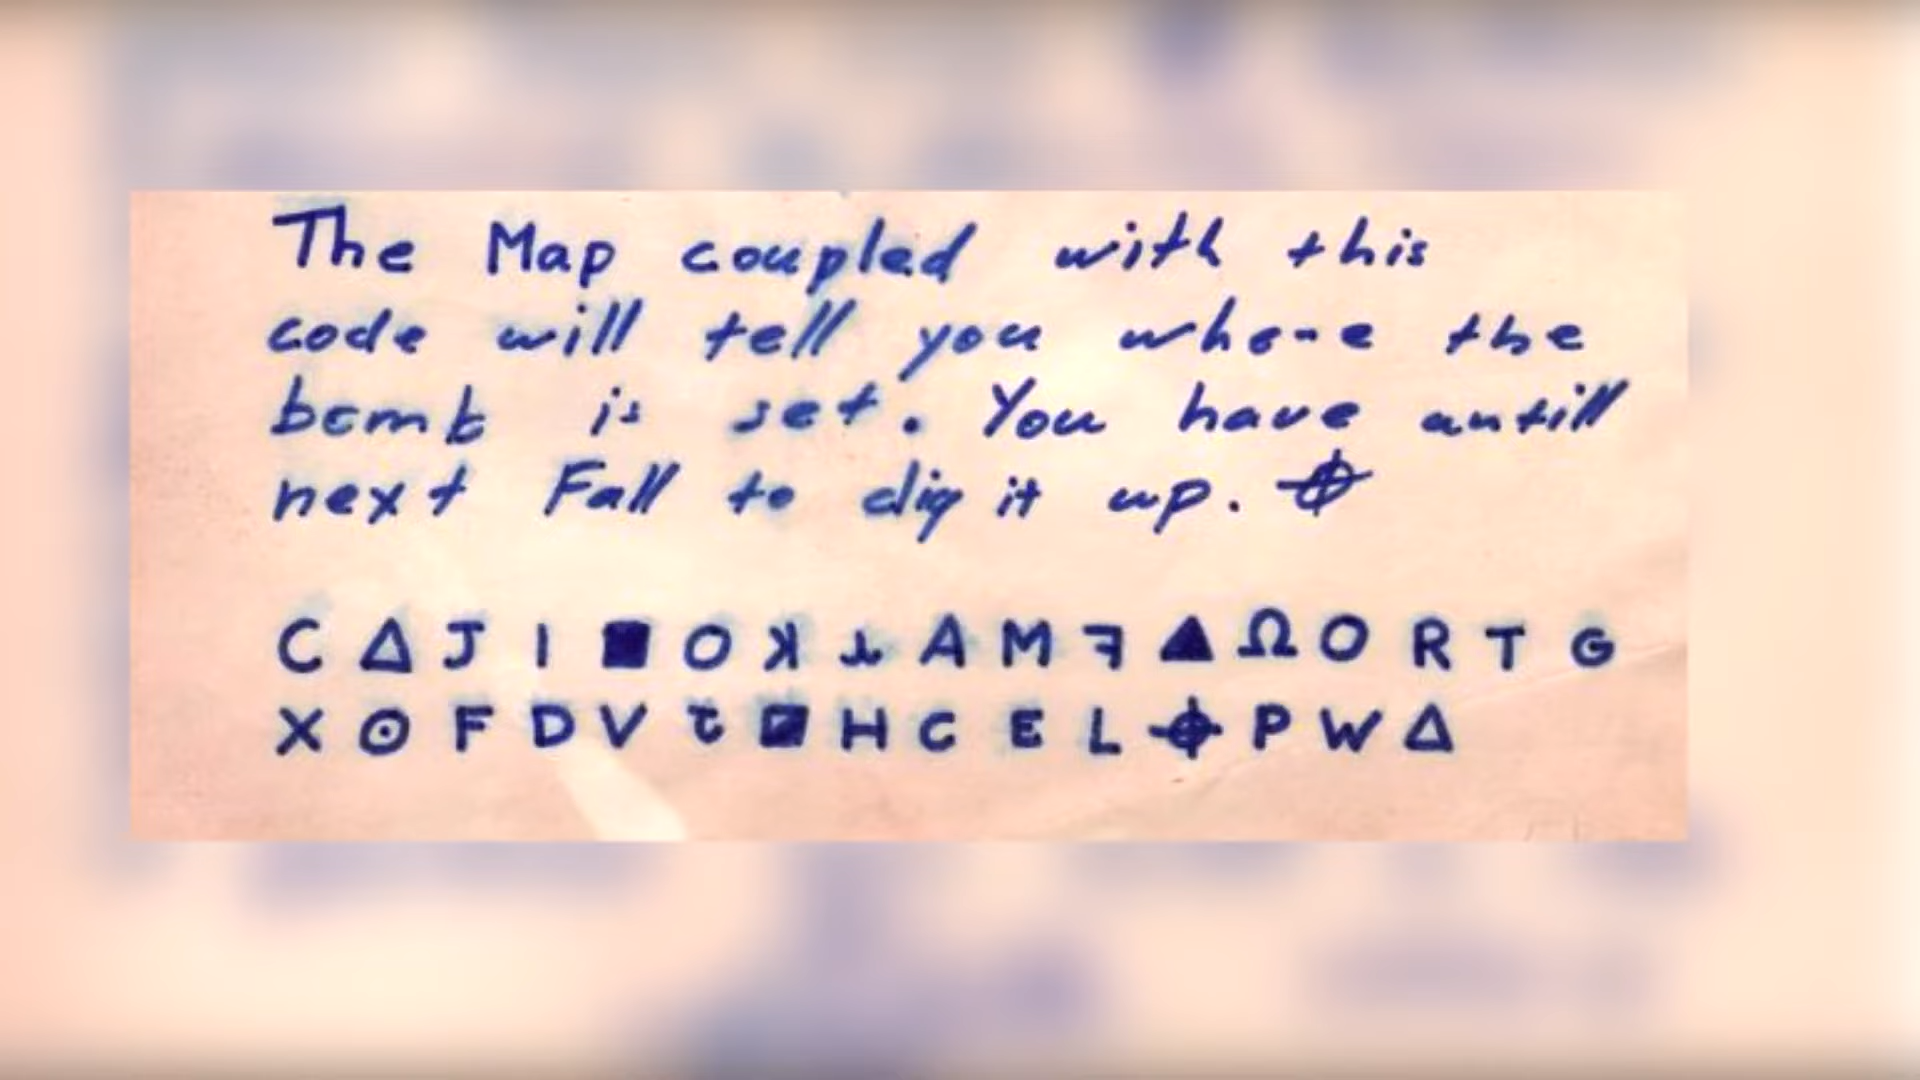 The Map coupled with this
code will tell you where the
bomb is set. You have untill
next Fall to dig it up. ⌖
C Δ J I ■ O ꓘ ⅄ A M ꟻ ▲ Ω O R T G
X ⊙ F D V ⴺ ◪ H C E L ⌖ P W Δ